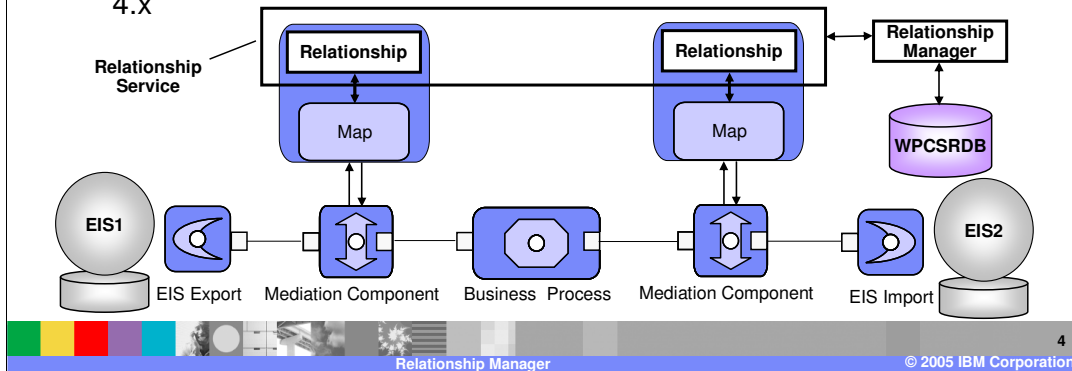 4.x
Relationship
Service
Relationship
Relationship
Relationship
Manager
Map
Map
WPCSRDB
EIS1
EIS2
EIS Export
Mediation Component
Business Process
Mediation Component
EIS Import
4
Relationship Manager
© 2005 IBM Corporation